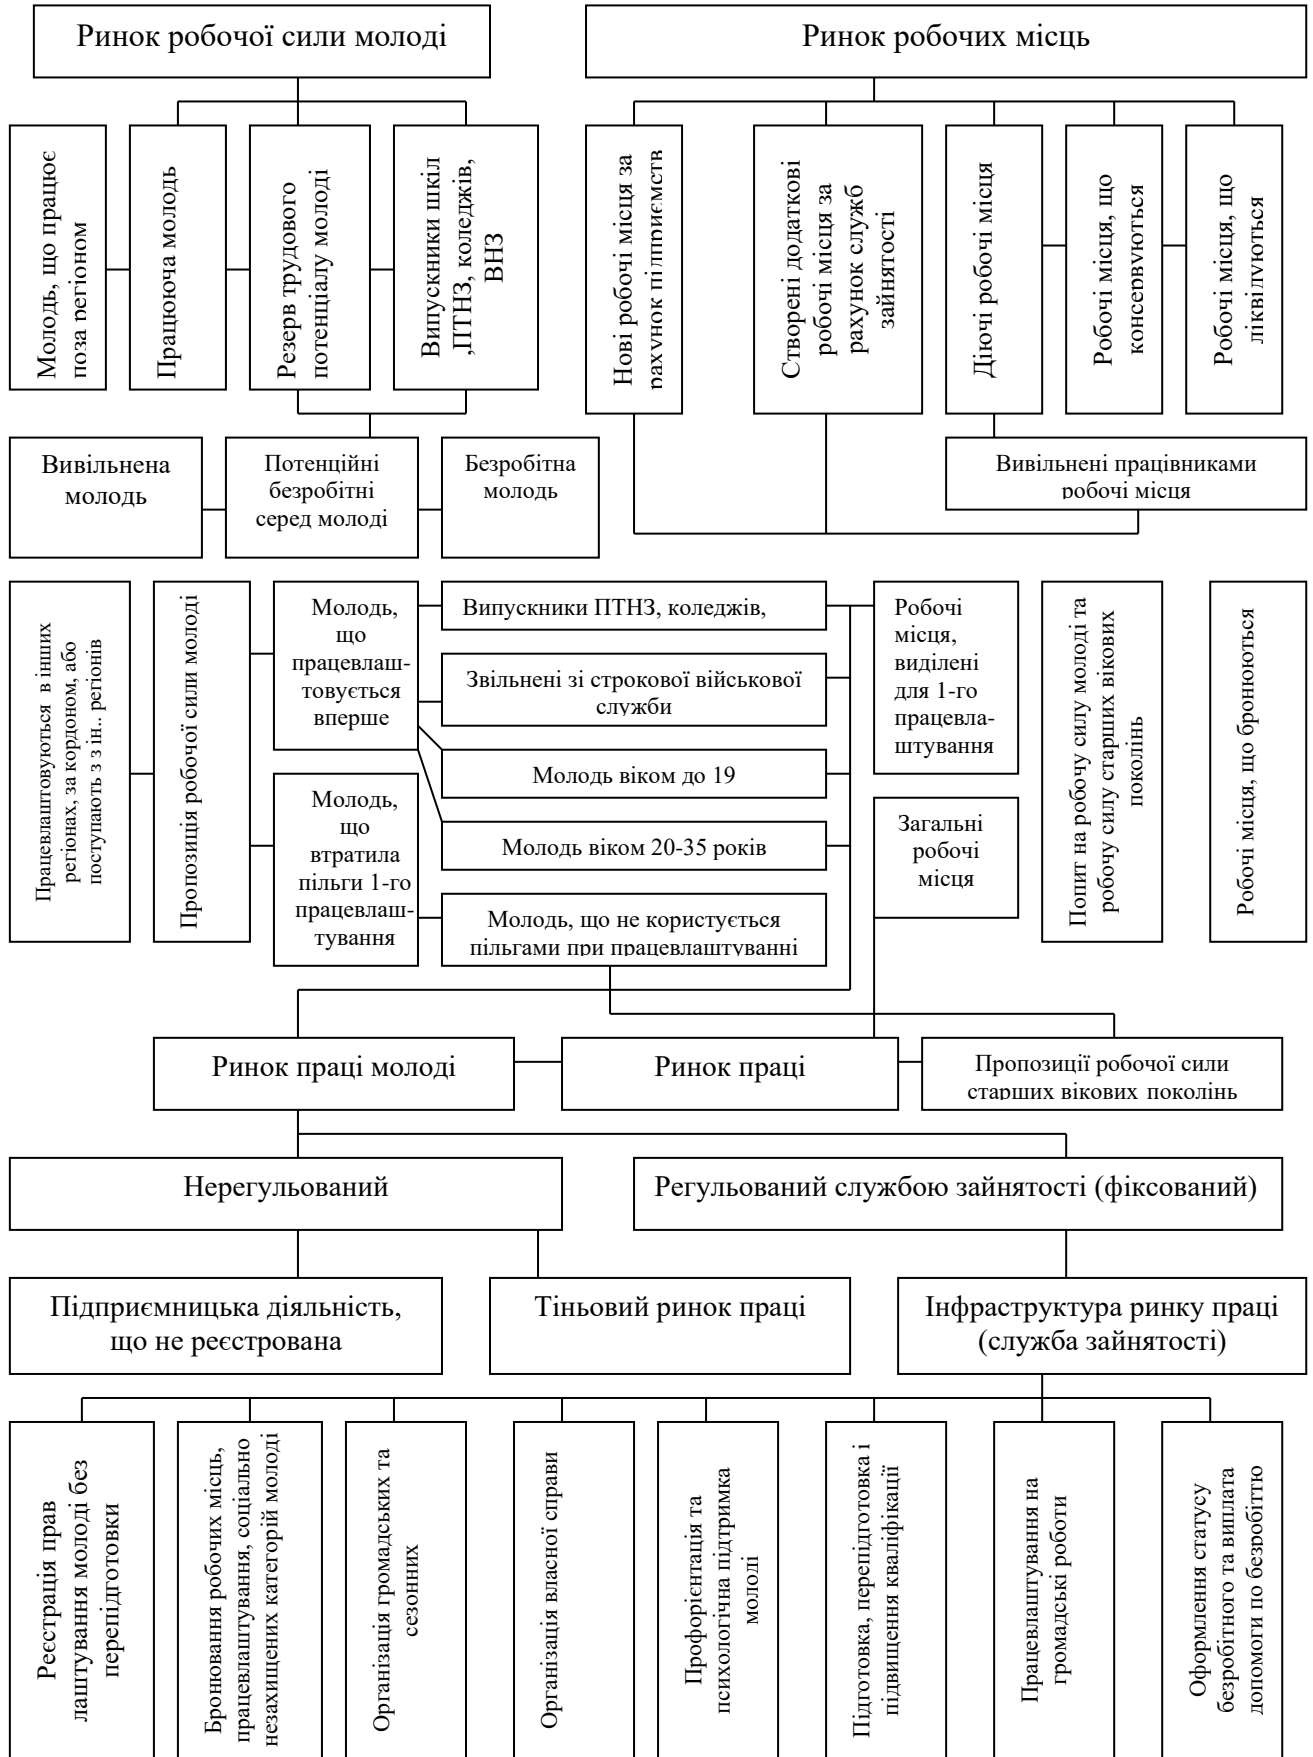 Ринок робочої сили молоді
Ринок робочих місць
Молодь, що працює
поза регіоном
Працююча молодь
Резерв трудового
потенціалу молоді
Випускники шкіл
,ПТНЗ, коледжів,
ВНЗ
Нові робочі місця за
рахунок підприємств
Створені додаткові
робочі місця за
рахунок служб
зайнятості
Діючі робочі місця
Робочі місця, що
консервуються
Робочі місця, що
ліквідуються
Вивільнена
молодь
Потенційні
безробітні
серед молоді
Безробітна
молодь
Вивільнені працівниками
робочі місця
Працевлаштовуються в інших
регіонах, за кордоном, або
поступають з з ін.. регіонів
Пропозиція робочої сили молоді
Молодь,
що
працевлаш-
товується
вперше
Молодь,
що
втратила
пільги 1-го
працевлаш-
тування
Випускники ПТНЗ, коледжів,
Звільнені зі строкової військової
служби
Молодь віком до 19
Молодь віком 20-35 років
Молодь, що не користується
пільгами при працевлаштуванні
Робочі
місця,
виділені
для 1-го
працевла-
штування
Загальні
робочі
місця
Попит на робочу силу молоді та
робочу силу старших вікових
поколінь
Робочі місця, що бронюються
Ринок праці молоді
Ринок праці
Пропозиції робочої сили
старших вікових поколінь
Нерегульований
Регульований службою зайнятості (фіксований)
Підприємницька діяльність,
що не реєстрована
Тіньовий ринок праці
Інфраструктура ринку праці
(служба зайнятості)
Реєстрація прав
лаштування молоді без
перепідготовки
Бронювання робочих місць,
працевлаштування, соціально
незахищених категорій молоді
Організація громадських та
сезонних
Організація власної справи
Профорієнтація та
психологічна підтримка
молоді
Підготовка, перепідготовка і
підвищення кваліфікації
Працевлаштування на
громадські роботи
Оформлення статусу
безробітного та виплата
допомоги по безробіттю